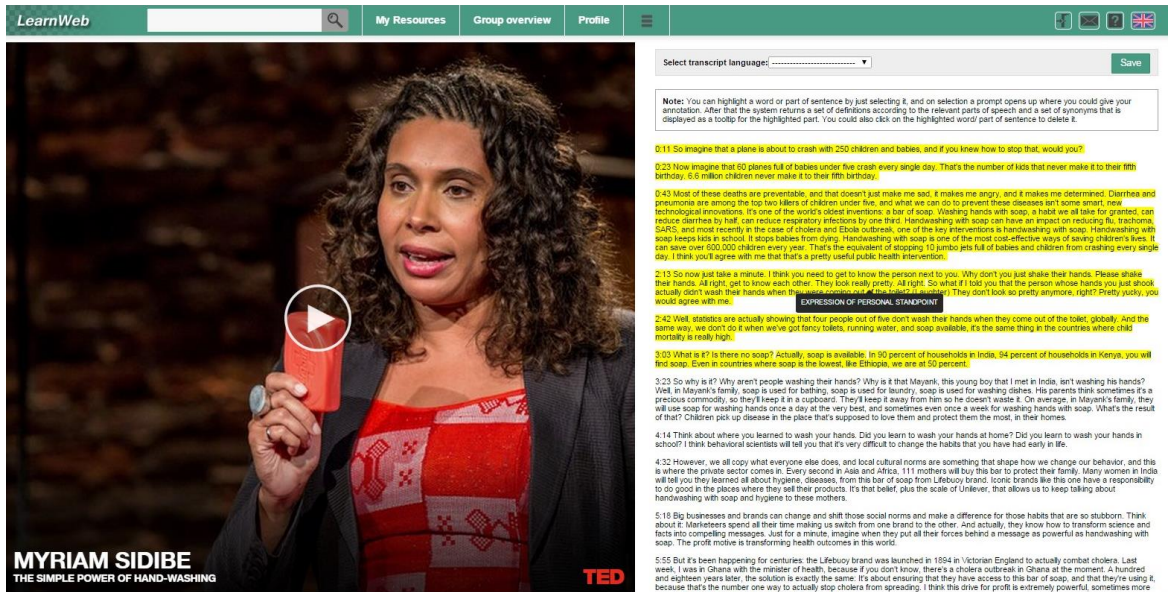 LearnWeb
My Resources
Group overview
Profile
Select transcript language: ----------------------------
Save
Note: You can highlight a word or part of sentence by just selecting it, and on selection a prompt opens up where you could give your
annotation. After that the system returns a set of definitions according to the relevant parts of speech and a set of synonyms that is
displayed as a tooltip for the highlighted part. You could also click on the highlighted word/ part of sentence to delete it.
0:11 So imagine that a plane is about to crash with 250 children and babies, and if you knew how to stop that, would you?
0:23 Now imagine that 60 planes full of babies under five crash every single day. That's the number of kids that never make it to their fifth
birthday. 6.6 million children never make it to their fifth birthday.
0:43 Most of these deaths are preventable, and that doesn't just make me sad, it makes me angry, and it makes me determined. Diarrhea and
pneumonia are among the top two killers of children under five, and what we can do to prevent these diseases isn't some smart, new
technological innovations. It's one of the world's oldest inventions: a bar of soap. Washing hands with soap, a habit we all take for granted, can
reduce diarrhea by half, can reduce respiratory infections by one third. Handwashing with soap can have an impact on reducing flu, trachoma,
SARS, and most recently in the case of cholera and Ebola outbreak, one of the key interventions is handwashing with soap. Handwashing with
soap keeps kids in school. It stops babies from dying. Handwashing with soap is one of the most cost-effective ways of saving children's lives. It
can save over 600,000 children every year. That's the equivalent of stopping 10 jumbo jets full of babies and children from crashing every single
day. I think you'll agree with me that that's a pretty useful public health intervention.
2:13 So now just take a minute. I think you need to get to know the person next to you. Why don't you just shake their hands. Please shake
their hands. All right, get to know each other. They look really pretty. All right. So what if I told you that the person whose hands you just shook
actually didn't wash their hands when they were coming out of the toilet? (Laughter) They don't look so pretty anymore, right? Pretty yucky, you
would agree with me.
EXPRESSION OF PERSONAL STANDPOINT
2:42 Well, statistics are actually showing that four people out of five don't wash their hands when they come out of the toilet, globally. And the
same way, we don't do it when we've got fancy toilets, running water, and soap available, it's the same thing in the countries where child
mortality is really high.
3:03 What is it? Is there no soap? Actually, soap is available. In 90 percent of households in India, 94 percent of households in Kenya, you will
find soap. Even in countries where soap is the lowest, like Ethiopia, we are at 50 percent.
3:23 So why is it? Why aren't people washing their hands? Why is it that Mayank, this young boy that I met in India, isn't washing his hands?
Well, in Mayank's family, soap is used for bathing, soap is used for laundry, soap is used for washing dishes. His parents think sometimes it's a
precious commodity, so they'll keep it in a cupboard. They'll keep it away from him so he doesn't waste it. On average, in Mayank's family, they
will use soap for washing hands once a day at the very best, and sometimes even once a week for washing hands with soap. What's the result
of that? Children pick up disease in the place that's supposed to love them and protect them the most, in their homes.
4:14 Think about where you learned to wash your hands. Did you learn to wash your hands at home? Did you learn to wash your hands in
school? I think behavioral scientists will tell you that it's very difficult to change the habits that you have had early in life.
4:32 However, we all copy what everyone else does, and local cultural norms are something that shape how we change our behavior, and this
is where the private sector comes in. Every second in Asia and Africa, 111 mothers will buy this bar to protect their family. Many women in India
will tell you they learned all about hygiene, diseases, from this bar of soap from Lifebuoy brand. Iconic brands like this one have a responsibility
to do good in the places where they sell their products. It's that belief, plus the scale of Unilever, that allows us to keep talking about
handwashing with soap and hygiene to these mothers.
5:18 Big businesses and brands can change and shift those social norms and make a difference for those habits that are so stubborn. Think
about it: Marketeers spend all their time making us switch from one brand to the other. And actually, they know how to transform science and
facts into compelling messages. Just for a minute, imagine when they put all their forces behind a message as powerful as handwashing with
soap. The profit motive is transforming health outcomes in this world.
5:55 But it's been happening for centuries: the Lifebuoy brand was launched in 1894 in Victorian England to actually combat cholera. Last
week, I was in Ghana with the minister of health, because if you don't know, there's a cholera outbreak in Ghana at the moment. A hundred
and eighteen years later, the solution is exactly the same: It's about ensuring that they have access to this bar of soap, and that they're using it,
because that's the number one way to actually stop cholera from spreading. I think this drive for profit is extremely powerful, sometimes more
MYRIAM SIDIBE
THE SIMPLE POWER OF HAND-WASHING
TED